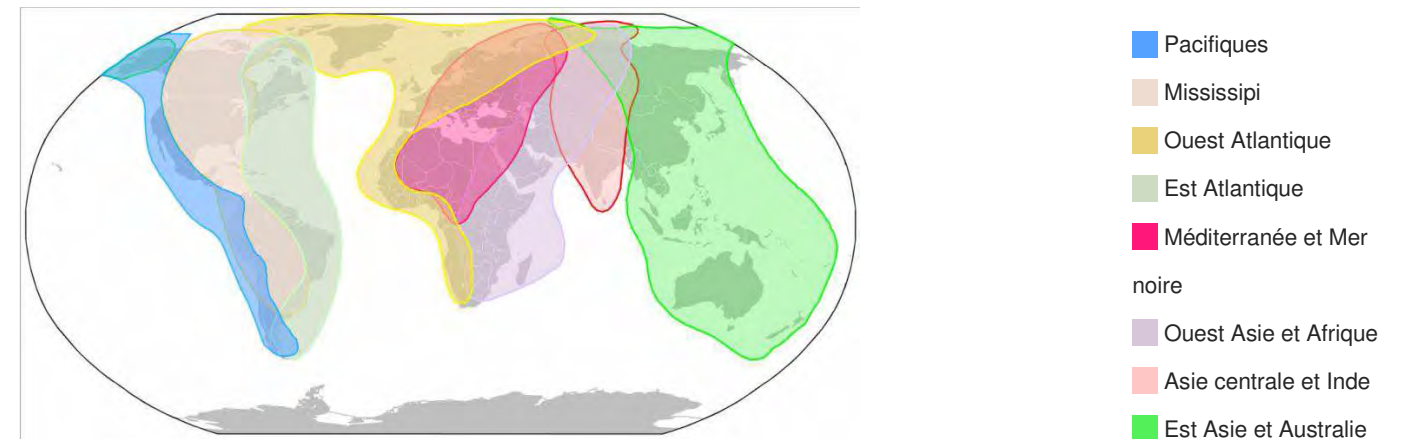 Pacifiques
Mississipi
Ouest Atlantique
Est Atlantique
Méditerranée et Mer
noire
Ouest Asie et Afrique
Asie centrale et Inde
Est Asie et Australie